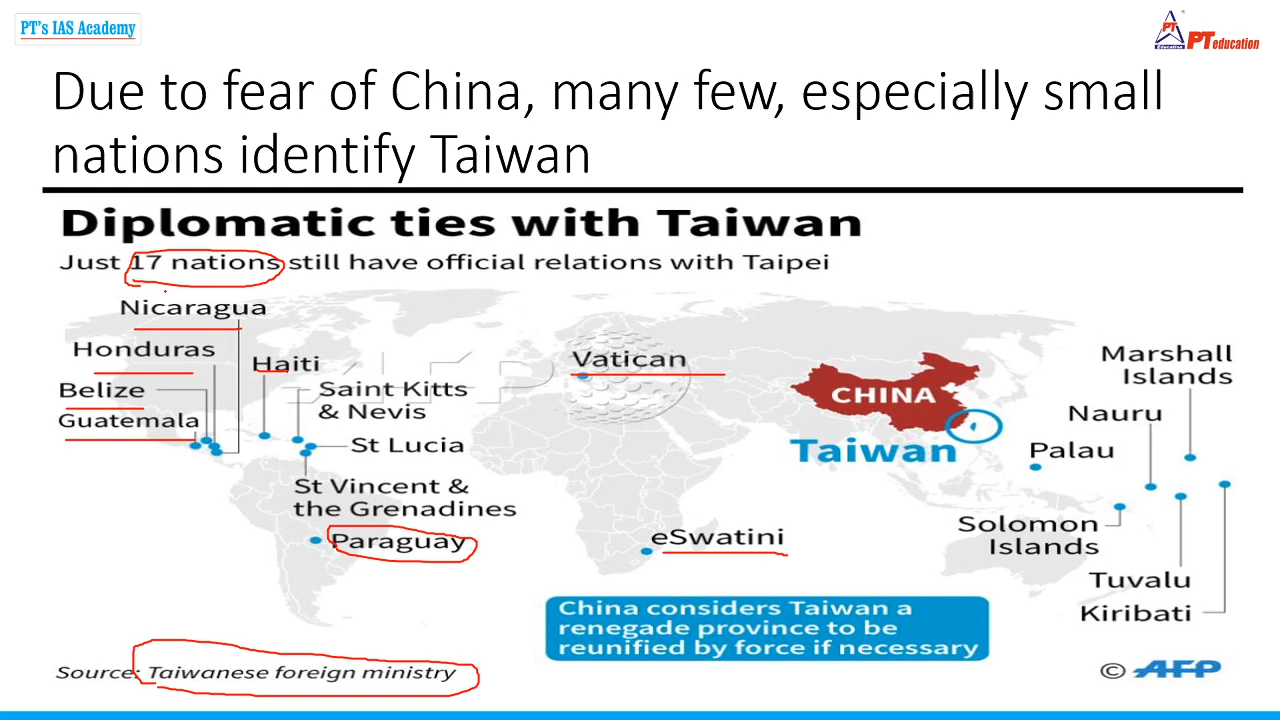 PT's IAS Academy
PT
Education
PT education
Due to fear of China, many few, especially small
nations identify Taiwan
Diplomatic ties with Taiwan
Just 17 nations still have official relations with Taipei
Nicaragua
Honduras
Belize
Guatemala
Haiti
Saint Kitts
& Nevis
St Lucia
St Vincent &
the Grenadines
Paraguay
Vatican
eSwatini
AFP
CHINA
Taiwan
Marshall
Islands
Nauru
Palau
Solomon
Islands
Tuvalu
Kiribati
China considers Taiwan a
renegade province to be
reunified by force if necessary
Source: Taiwanese foreign ministry
© AFP